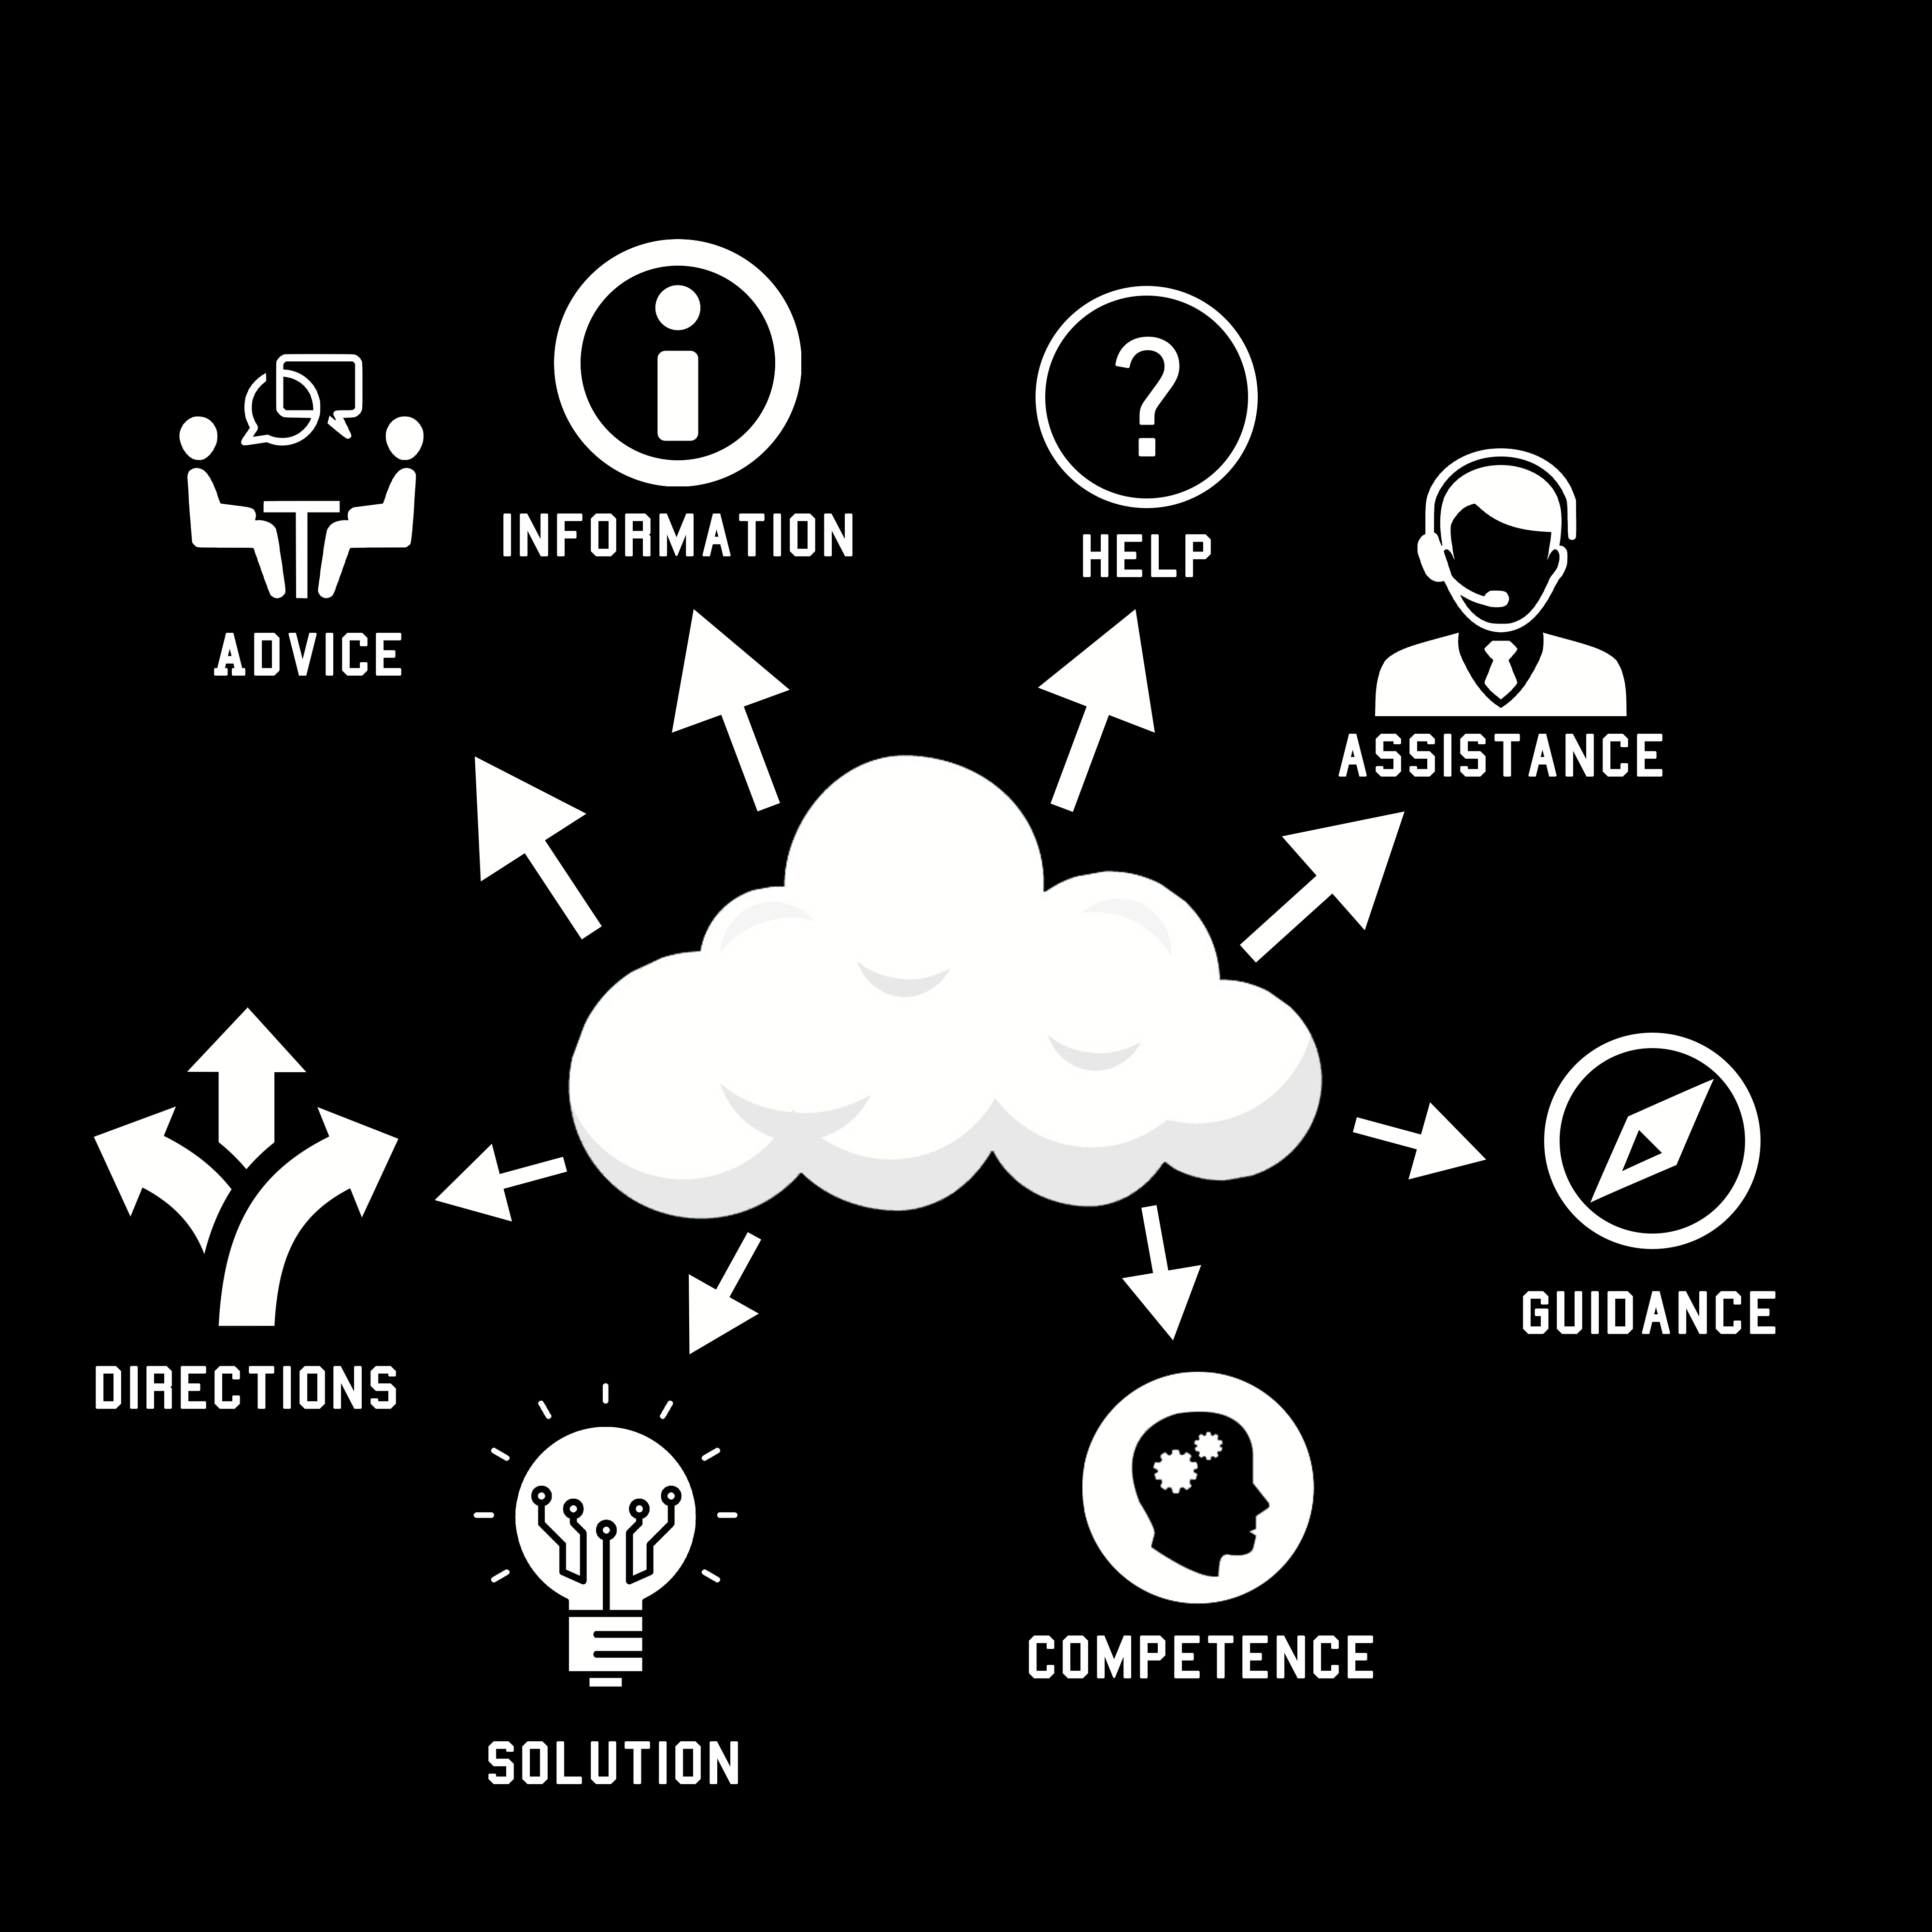 INFORMATION
HELP
ADVICE
ASSISTANCE
GUIDANCE
DIRECTIONS
COMPETENCE
SOLUTION